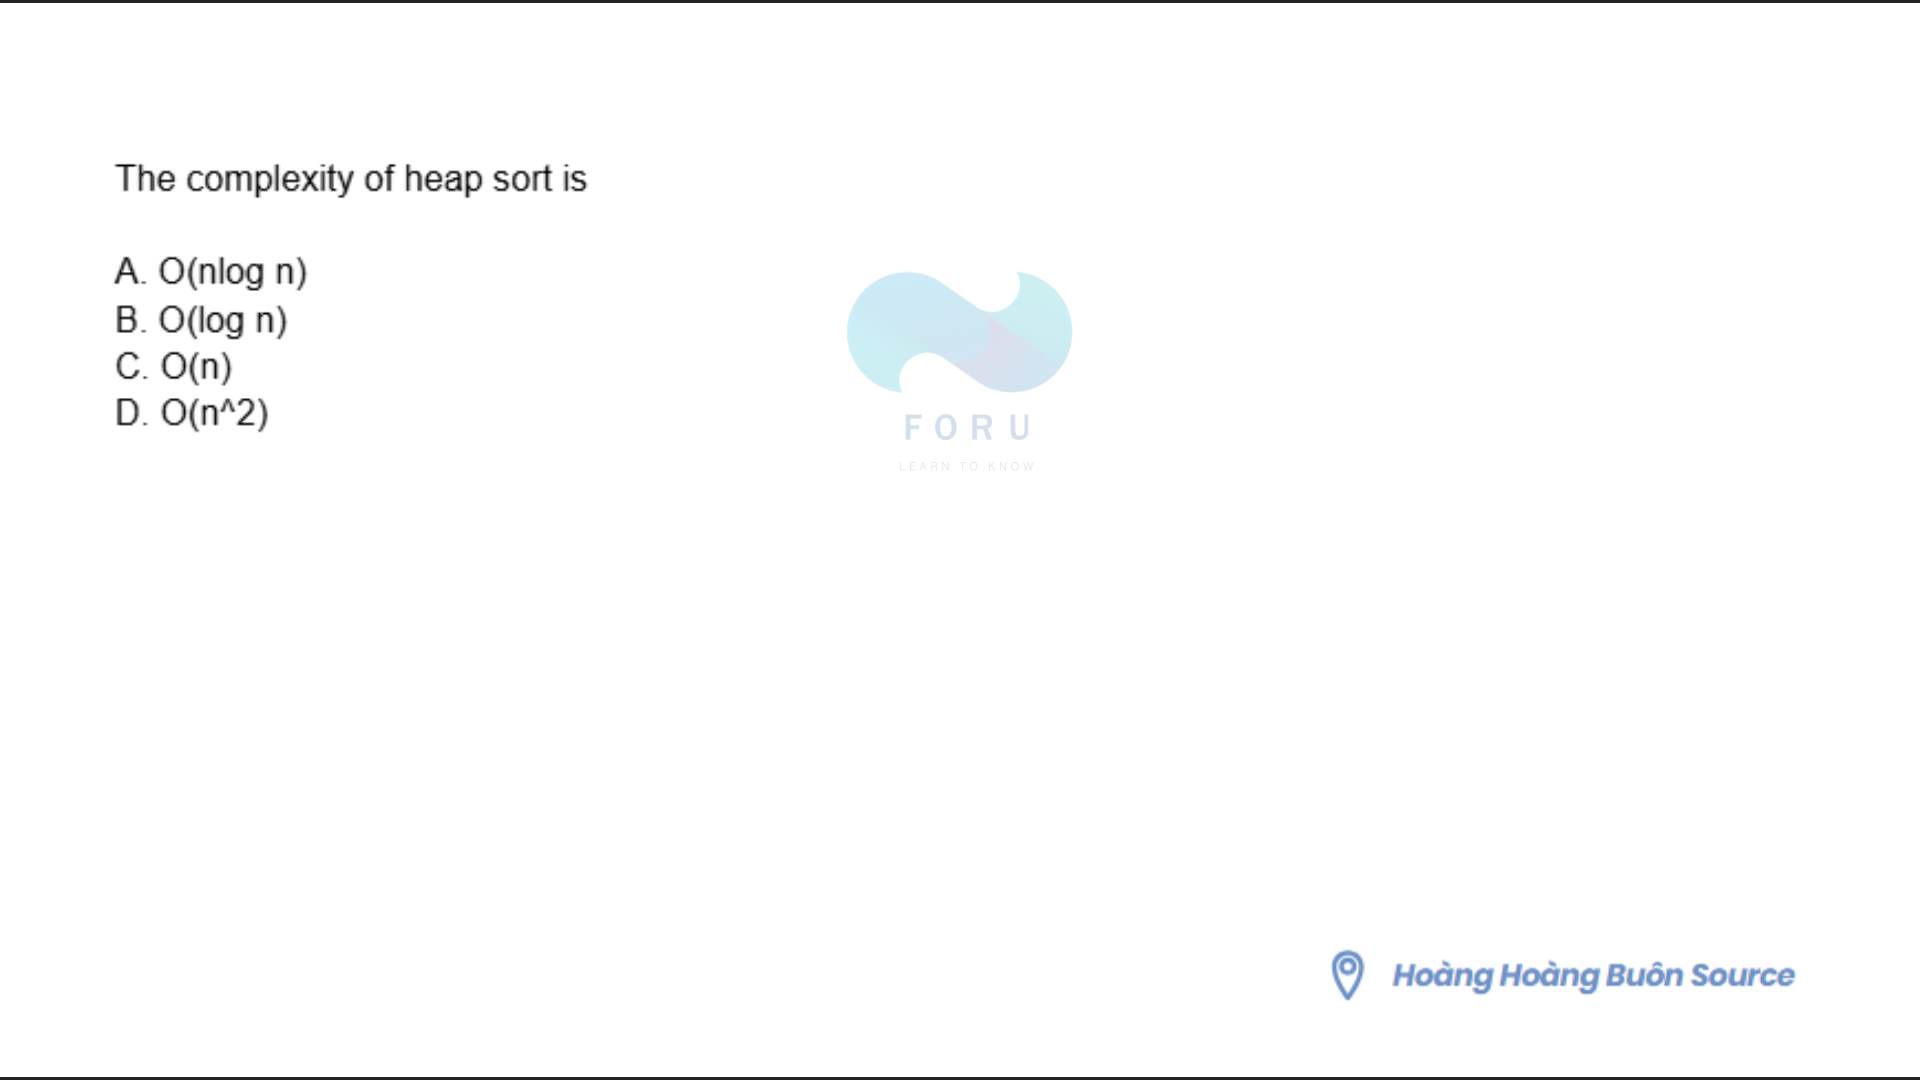 The complexity of heap sort is
A. O(nlog n)
B. O(log n)
C. O(n)
D. O(n^2)
FORU
LEARN TO KNOW
Hoàng Hoàng Buôn Source